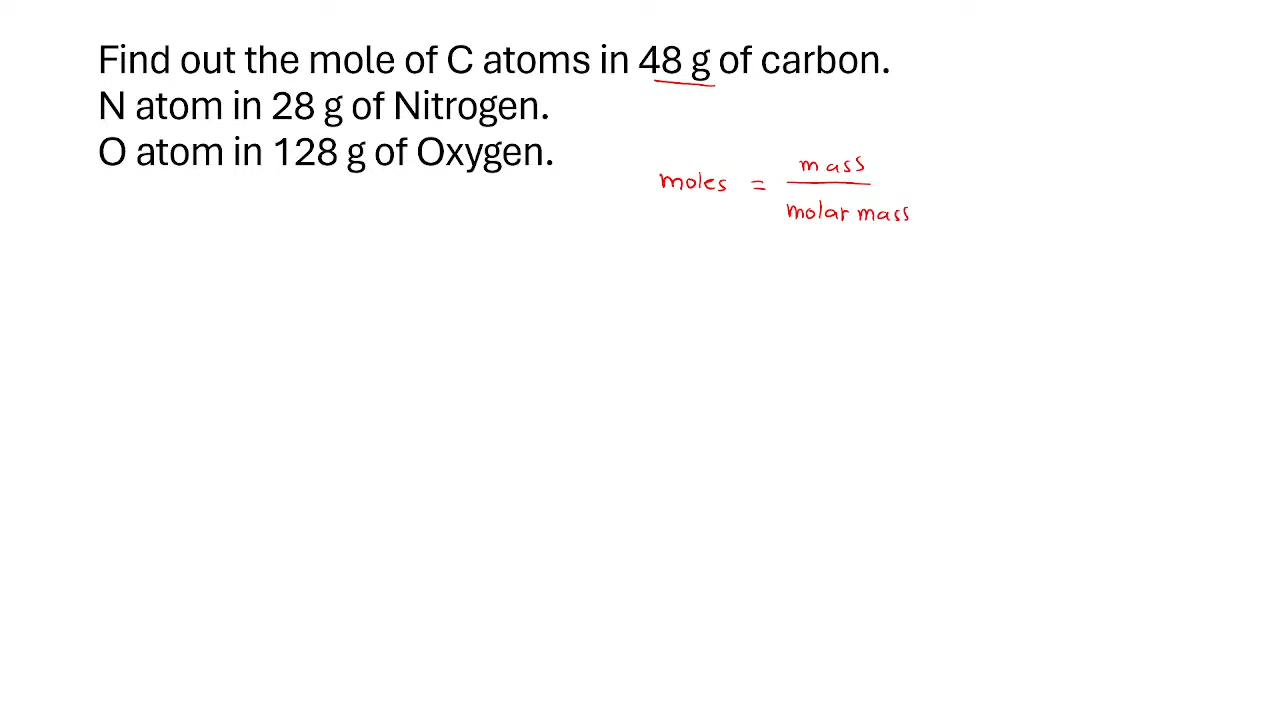 Find out the mole of C atoms in 48 g of carbon.
N atom in 28 g of Nitrogen.
O atom in 128 g of Oxygen.
moles = mass / molar mass